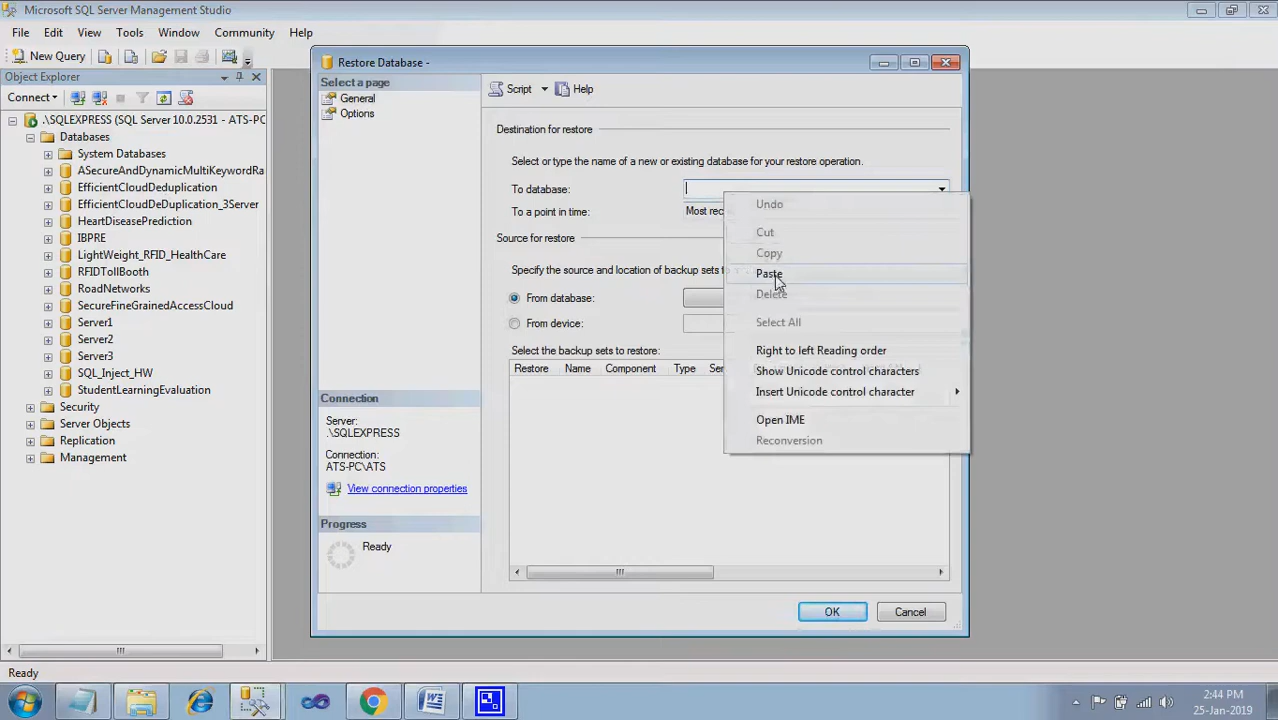 Microsoft SQL Server Management Studio
File Edit View Tools Window Community Help
New Query
Object Explorer
Connect
.\SQLEXPRESS (SQL Server 10.0.2531 - ATS-PC
Databases
System Databases
ASecureAndDynamicMultiKeywordRa
EfficientCloudDeduplication
EfficientCloudDeDuplication_3Server
HeartDiseasePrediction
IBPRE
LightWeight_RFID_HealthCare
RFIDTollBooth
RoadNetworks
SecureFineGrainedAccessCloud
Server1
Server2
Server3
SQL_Inject_HW
StudentLearningEvaluation
Security
Server Objects
Replication
Management
Restore Database -
Select a page
General
Options
Connection
Server:
.\SQLEXPRESS
Connection:
ATS-PC\ATS
View connection properties
Progress
Ready
Script Help
Destination for restore
Select or type the name of a new or existing database for your restore operation.
To database:
To a point in time: Most rec
Source for restore
Specify the source and location of backup sets to
From database:
From device:
Select the backup sets to restore:
Restore Name Component Type Ser
Undo
Cut
Copy
Paste
Delete
Select All
Right to left Reading order
Show Unicode control characters
Insert Unicode control character
Open IME
Reconversion
OK Cancel
Ready
2:44 PM
25-Jan-2019